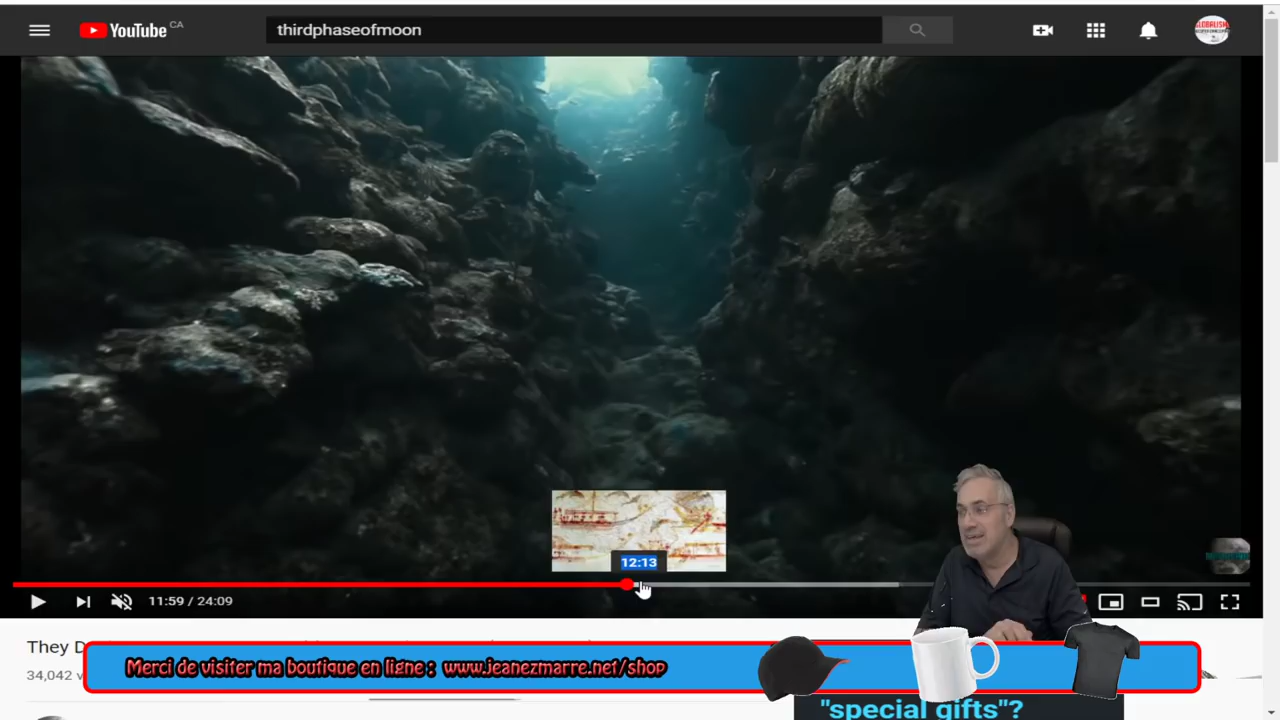 YouTube CA
thirdphaseofmoon
12:13
11:59 / 24:09
They D
34,042 v
Merci de visiter ma boutique en ligne : www.jeanezmarre.net/shop
"special gifts"?